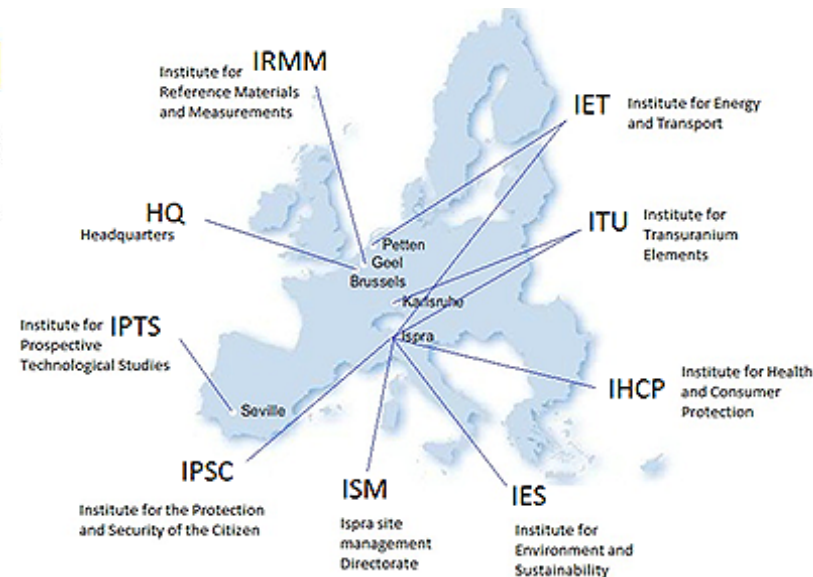 IRMM
Institute for
Reference Materials
and Measurements
IET
Institute for Energy
and Transport
HQ
Headquarters
ITU
Institute for
Transuranium
Elements
Petten
Geel
Brussels
Karlsruhe
Ispra
Seville
IPTS
Institute for
Prospective
Technological Studies
IHCP
Institute for Health
and Consumer
Protection
IPSC
Institute for the Protection
and Security of the Citizen
ISM
Ispra site
management
Directorate
IES
Institute for
Environment and
Sustainability